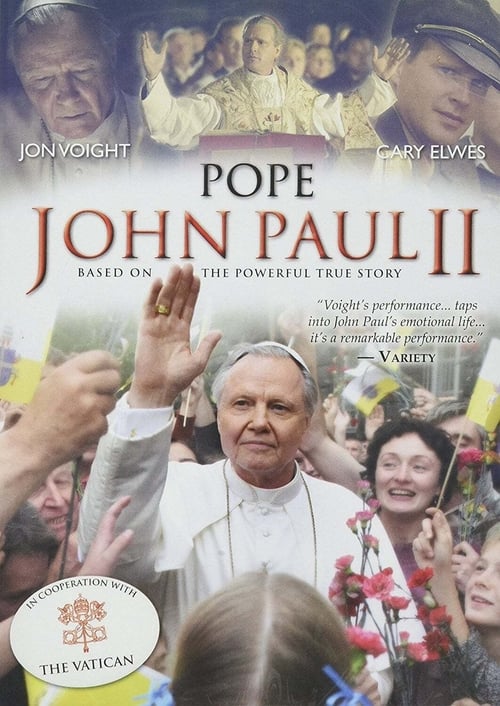 JON VOIGHT
CARY ELWES
POPE
JOHN PAUL II
BASED ON THE POWERFUL TRUE STORY
“Voight’s performance... taps
into John Paul’s emotional life...
it’s a remarkable performance.”
— VARIETY
IN COOPERATION WITH
THE VATICAN